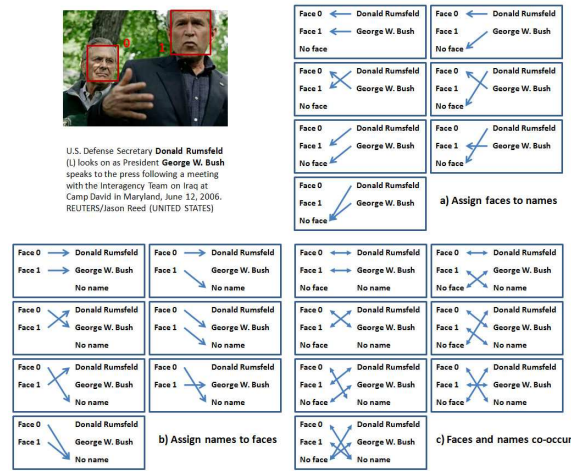 0
1
U.S. Defense Secretary Donald Rumsfeld
(L) looks on as President George W. Bush
speaks to the press following a meeting
with the Interagency Team on Iraq at
Camp David in Maryland, June 12, 2006.
REUTERS/Jason Reed (UNITED STATES)
Face 0 Donald Rumsfeld
Face 1 George W. Bush
No face
Face 0 Donald Rumsfeld
Face 1 George W. Bush
No face
Face 0 Donald Rumsfeld
Face 1 George W. Bush
No face
Face 0 Donald Rumsfeld
Face 1 George W. Bush
No face
Face 0 Donald Rumsfeld
Face 1 George W. Bush
No face
Face 0 Donald Rumsfeld
Face 1 George W. Bush
No face
Face 0 Donald Rumsfeld
Face 1 George W. Bush
No face
a) Assign faces to names
Face 0 Donald Rumsfeld
Face 1 George W. Bush
No name
Face 0 Donald Rumsfeld
Face 1 George W. Bush
No name
Face 0 Donald Rumsfeld
Face 1 George W. Bush
No name
Face 0 Donald Rumsfeld
Face 1 George W. Bush
No name
Face 0 Donald Rumsfeld
Face 1 George W. Bush
No name
Face 0 Donald Rumsfeld
Face 1 George W. Bush
No name
Face 0 Donald Rumsfeld
Face 1 George W. Bush
No name
b) Assign names to faces
Face 0 Donald Rumsfeld
Face 1 George W. Bush
No face No name
Face 0 Donald Rumsfeld
Face 1 George W. Bush
No face No name
Face 0 Donald Rumsfeld
Face 1 George W. Bush
No face No name
Face 0 Donald Rumsfeld
Face 1 George W. Bush
No face No name
Face 0 Donald Rumsfeld
Face 1 George W. Bush
No face No name
Face 0 Donald Rumsfeld
Face 1 George W. Bush
No face No name
Face 0 Donald Rumsfeld
Face 1 George W. Bush
No face No name
c) Faces and names co-occur